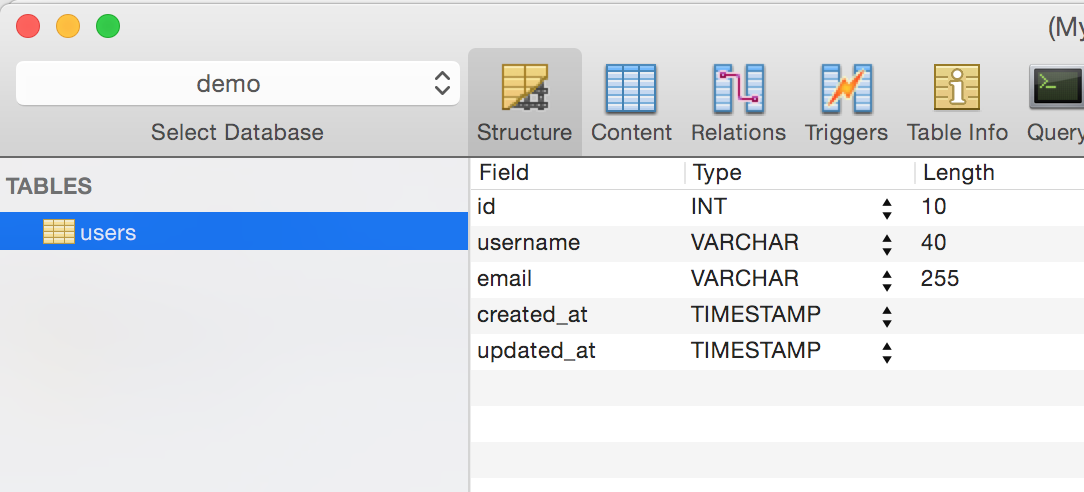 (My
demo
Select Database
Structure Content Relations Triggers Table Info Query
TABLES
users
Field Type Length
id INT 10
username VARCHAR 40
email VARCHAR 255
created_at TIMESTAMP
updated_at TIMESTAMP